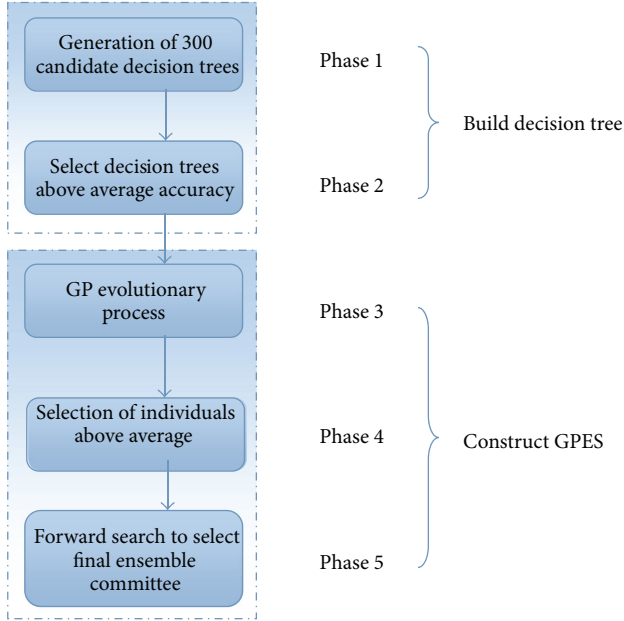 Generation of 300
candidate decision trees
Phase 1
Build decision tree
Select decision trees
above average accuracy
Phase 2
GP evolutionary
process
Phase 3
Selection of individuals
above average
Phase 4
Construct GPES
Forward search to select
final ensemble
committee
Phase 5